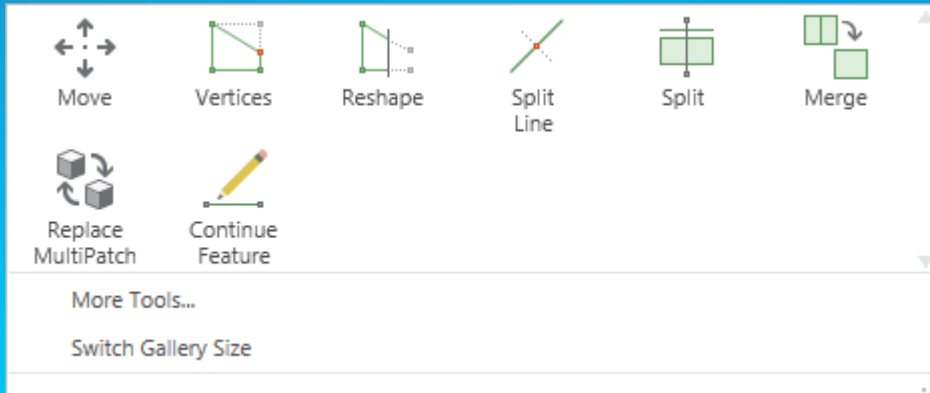 Move Vertices Reshape Split Split Merge
Line
Replace Continue
MultiPatch Feature
More Tools...
Switch Gallery Size